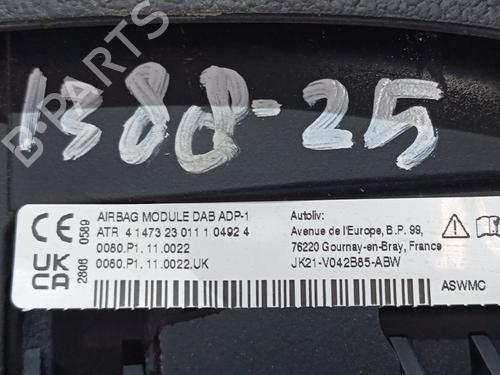 1388-25
B-PARTS
CE 0589
UKCA 2806
AIRBAG MODULE DAB ADP-1
ATR 4 1473 23 011 1 0492 4
0080.P1. 11.0022
0080.P1. 11.0022.UK
Autoliv:
Avenue de l'Europe, B.P. 99,
76220 Gournay-en-Bray, France
JK21-V042B85-ABW
ASWMC